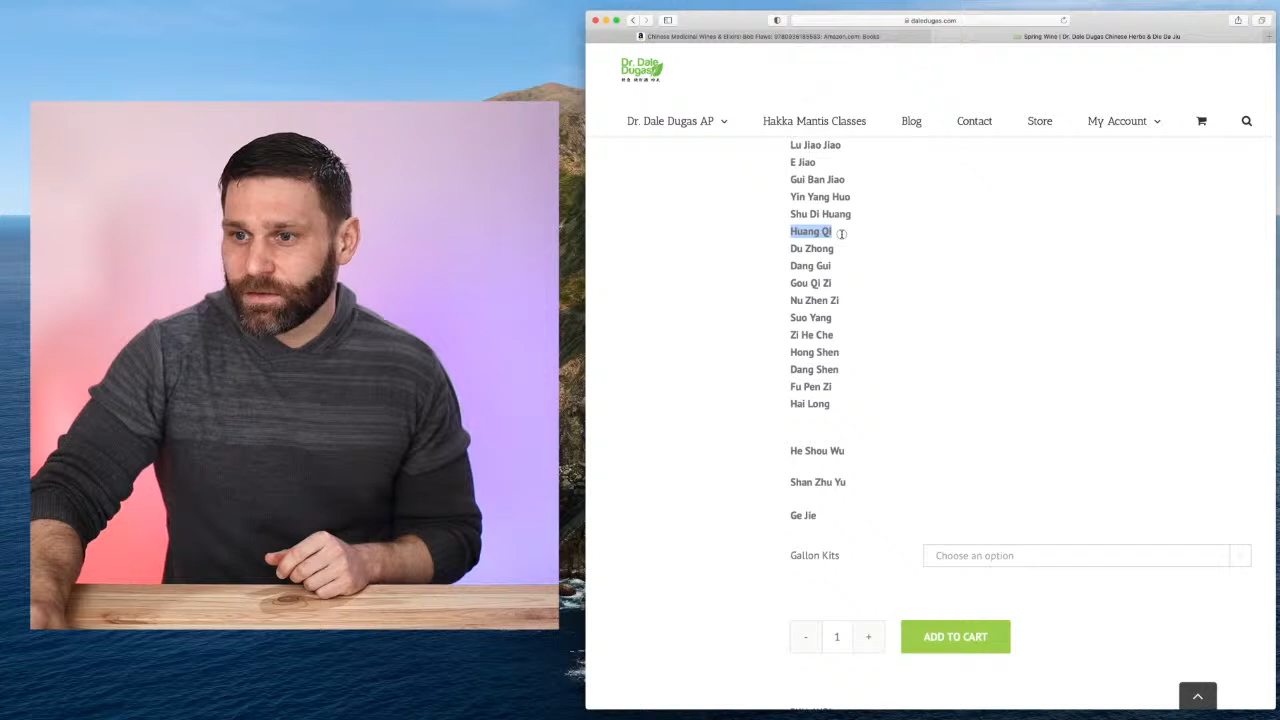 daledugas.com
Chinese Medicinal Wines & Elixirs: Bob Flaws: 9780936185583: Amazon.com: Books
Spring Wine | Dr. Dale Dugas Chinese Herbs & Die Da Jiu
Dr. Dale
Dugas
Dr. Dale Dugas AP
Hakka Mantis Classes
Blog
Contact
Store
My Account
Lu Jiao Jiao
E Jiao
Gui Ban Jiao
Yin Yang Huo
Shu Di Huang
Huang Qi
Du Zhong
Dang Gui
Gou Qi Zi
Nu Zhen Zi
Suo Yang
Zi He Che
Hong Shen
Dang Shen
Fu Pen Zi
Hai Long
He Shou Wu
Shan Zhu Yu
Ge Jie
Gallon Kits
Choose an option
- 1 +
ADD TO CART